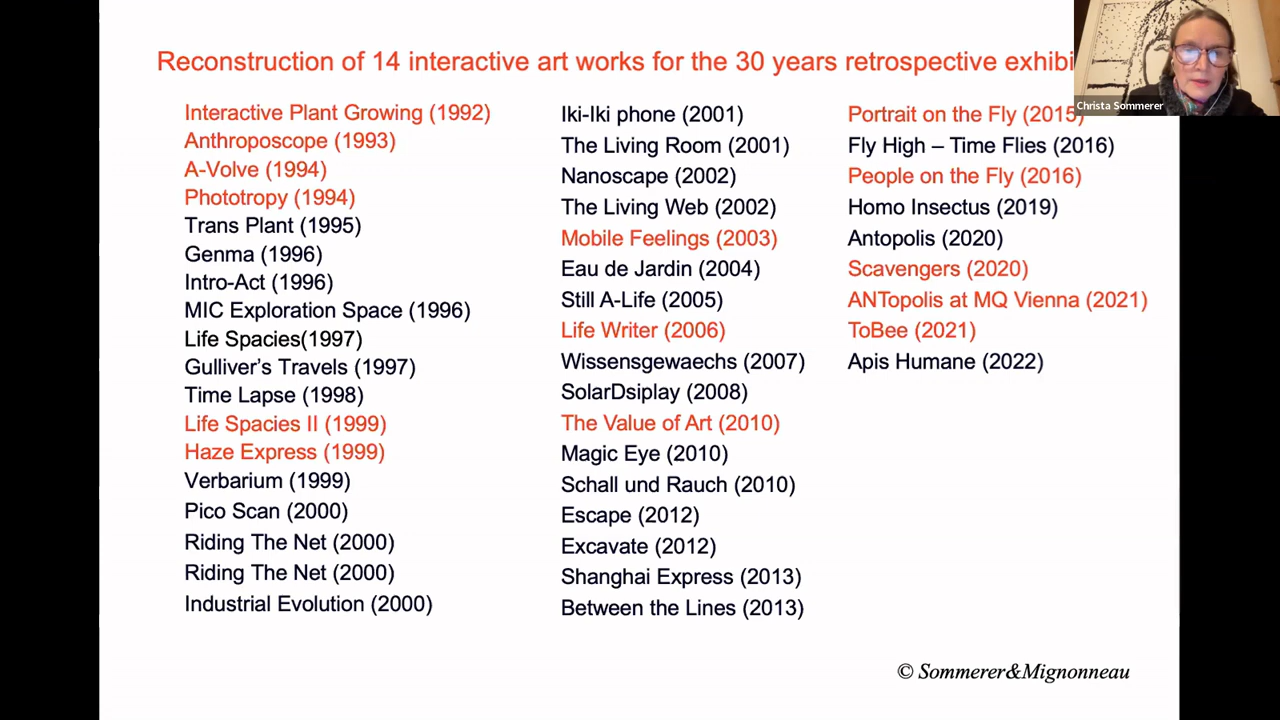 Reconstruction of 14 interactive art works for the 30 years retrospective exhibi
Interactive Plant Growing (1992)
Anthroposcope (1993)
A-Volve (1994)
Phototropy (1994)
Trans Plant (1995)
Genma (1996)
Intro-Act (1996)
MIC Exploration Space (1996)
Life Spacies(1997)
Gulliver's Travels (1997)
Time Lapse (1998)
Life Spacies II (1999)
Haze Express (1999)
Verbarium (1999)
Pico Scan (2000)
Riding The Net (2000)
Riding The Net (2000)
Industrial Evolution (2000)
Iki-Iki phone (2001)
The Living Room (2001)
Nanoscape (2002)
The Living Web (2002)
Mobile Feelings (2003)
Eau de Jardin (2004)
Still A-Life (2005)
Life Writer (2006)
Wissensgewaechs (2007)
SolarDsiplay (2008)
The Value of Art (2010)
Magic Eye (2010)
Schall und Rauch (2010)
Escape (2012)
Excavate (2012)
Shanghai Express (2013)
Between the Lines (2013)
Portrait on the Fly (2015)
Fly High – Time Flies (2016)
People on the Fly (2016)
Homo Insectus (2019)
Antopolis (2020)
Scavengers (2020)
ANTopolis at MQ Vienna (2021)
ToBee (2021)
Apis Humane (2022)
Christa Sommerer
© Sommerer&Mignonneau